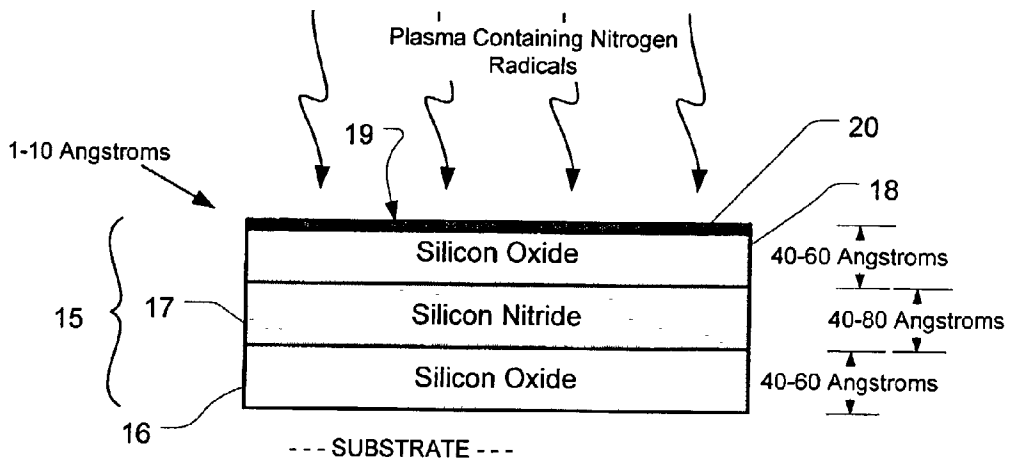 Plasma Containing Nitrogen
Radicals
19
20
1-10 Angstroms
18
Silicon Oxide
40-60 Angstroms
15
17
Silicon Nitride
40-80 Angstroms
Silicon Oxide
40-60 Angstroms
16
--- SUBSTRATE ---